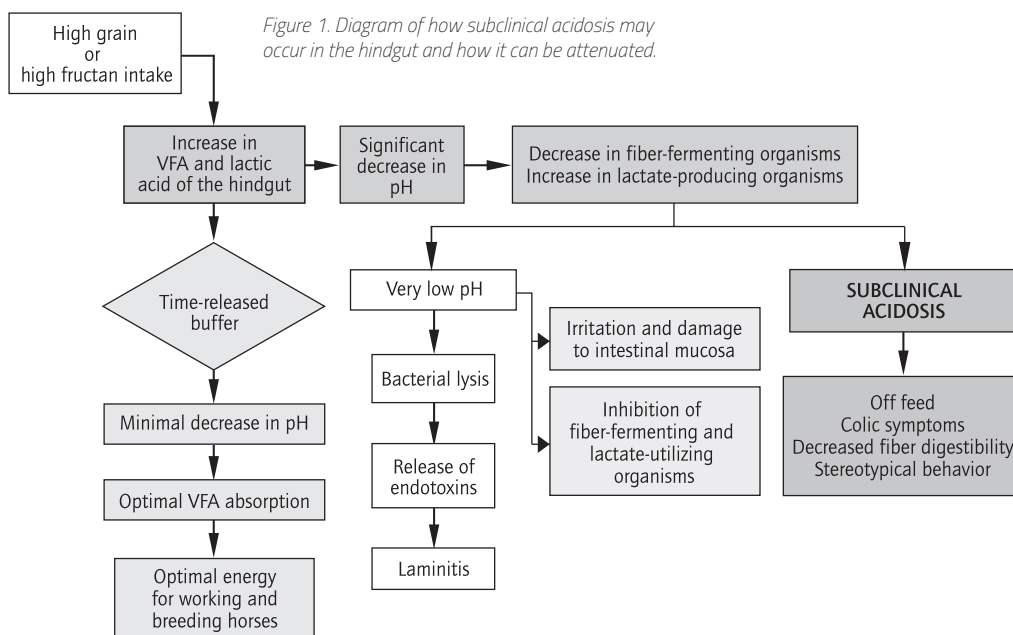 Figure 1. Diagram of how subclinical acidosis may
occur in the hindgut and how it can be attenuated.
High grain
or
high fructan intake
Increase in
VFA and lactic
acid of the hindgut
Significant
decrease in
pH
Decrease in fiber-fermenting organisms
Increase in lactate-producing organisms
Time-released
buffer
Minimal decrease in pH
Optimal VFA absorption
Optimal energy
for working and
breeding horses
Very low pH
Bacterial lysis
Release of
endotoxins
Laminitis
Irritation and damage
to intestinal mucosa
Inhibition of
fiber-fermenting and
lactate-utilizing
organisms
SUBCLINICAL
ACIDOSIS
Off feed
Colic symptoms
Decreased fiber digestibility
Stereotypical behavior